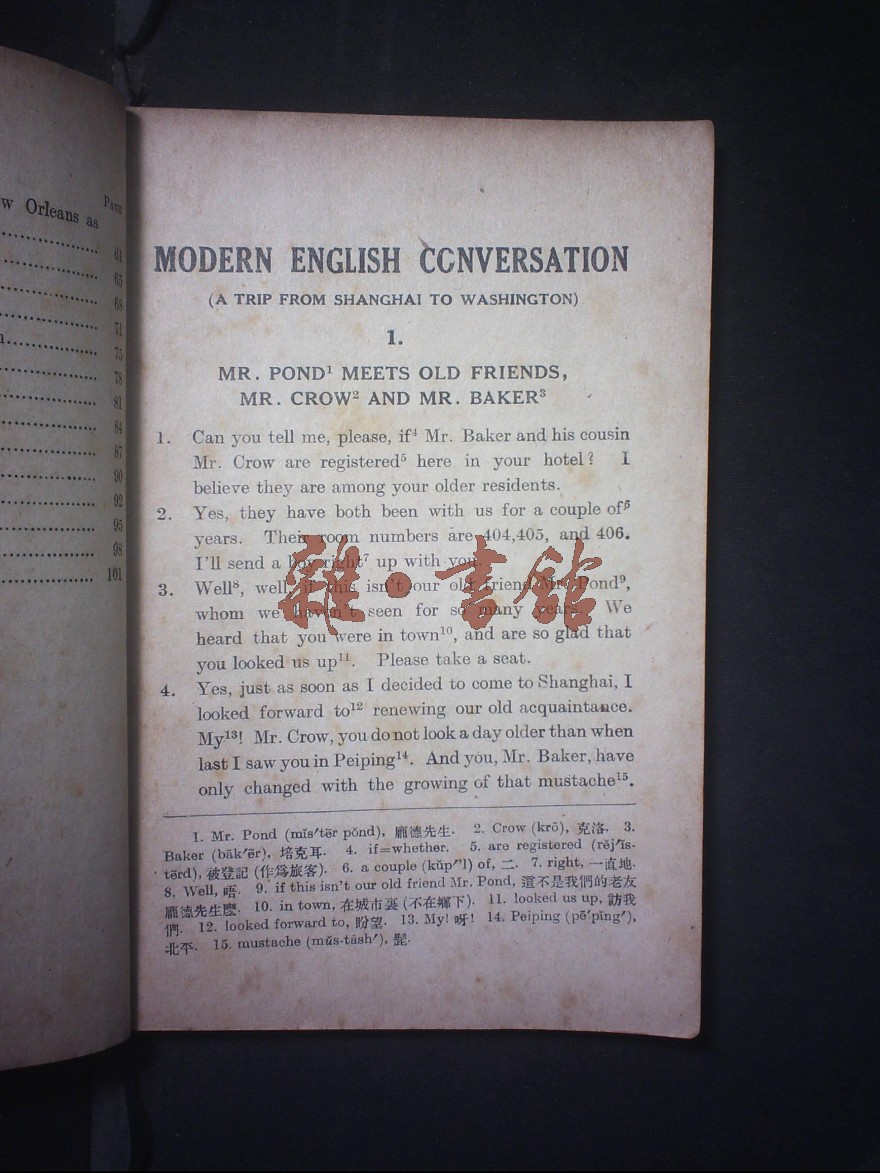 PAGE
w Orleans as
61
65
68
71
75
78
81
84
87
90
92
95
98
101
MODERN ENGLISH CCNVERSATION
(A TRIP FROM SHANGHAI TO WASHINGTON)
1.
MR. POND¹ MEETS OLD FRIENDS,
MR. CROW² AND MR. BAKER³
1. Can you tell me, please, if⁴ Mr. Baker and his cousin
Mr. Crow are registered⁵ here in your hotel? I
believe they are among your older residents.
2. Yes, they have both been with us for a couple of⁶
years. Their room numbers are 404,405, and 406.
I'll send a boy right⁷ up with you.
3. Well⁸, well, if this isn't our old friend Mr. Pond⁹,
whom we haven't seen for so many years. We
heard that you were in town¹⁰, and are so glad that
you looked us up¹¹. Please take a seat.
4. Yes, just as soon as I decided to come to Shanghai, I
looked forward to¹² renewing our old acquaintance.
My¹³! Mr. Crow, you do not look a day older than when
last I saw you in Peiping¹⁴. And you, Mr. Baker, have
only changed with the growing of that mustache¹⁵.
1. Mr. Pond (mĭs′tẽr pŏnd), 龐德先生. 2. Crow (krō), 克洛. 3.
Baker (bāk′ẽr), 培克耳. 4. if=whether. 5. are registered (rĕj′ĭs-
tẽrd), 被登記 (作爲旅客). 6. a couple (kŭp′'l) of, 二. 7. right, 一直地.
8. Well, 唔. 9. if this isn't our old friend Mr. Pond, 這不是我們的老友
龐德先生麽. 10. in town, 在城市裏 (不在鄉下). 11. looked us up, 訪我
們. 12. looked forward to, 盼望. 13. My! 呀! 14. Peiping (pē′pīng′),
北平. 15. mustache (mŭs-tásh′), 髭.
雜·書館